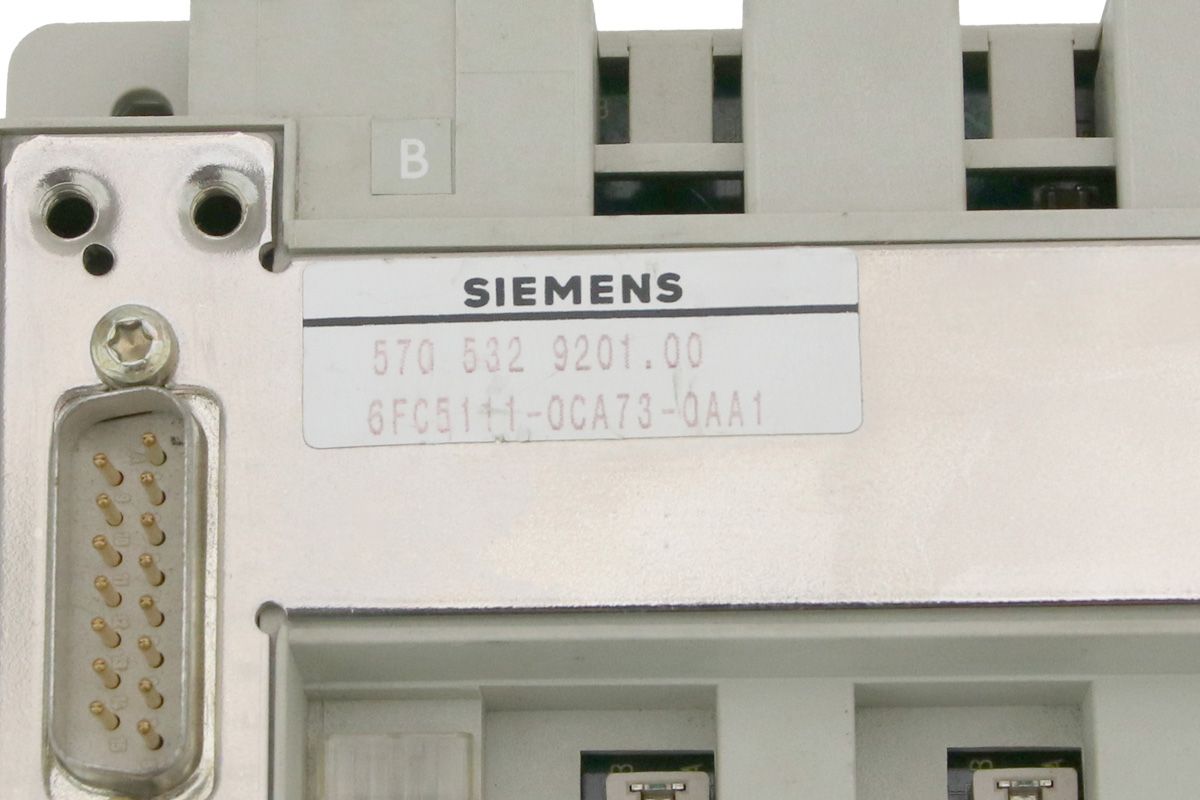 B
SIEMENS
570 532 9201.00
6FC5111-0CA73-0AA1